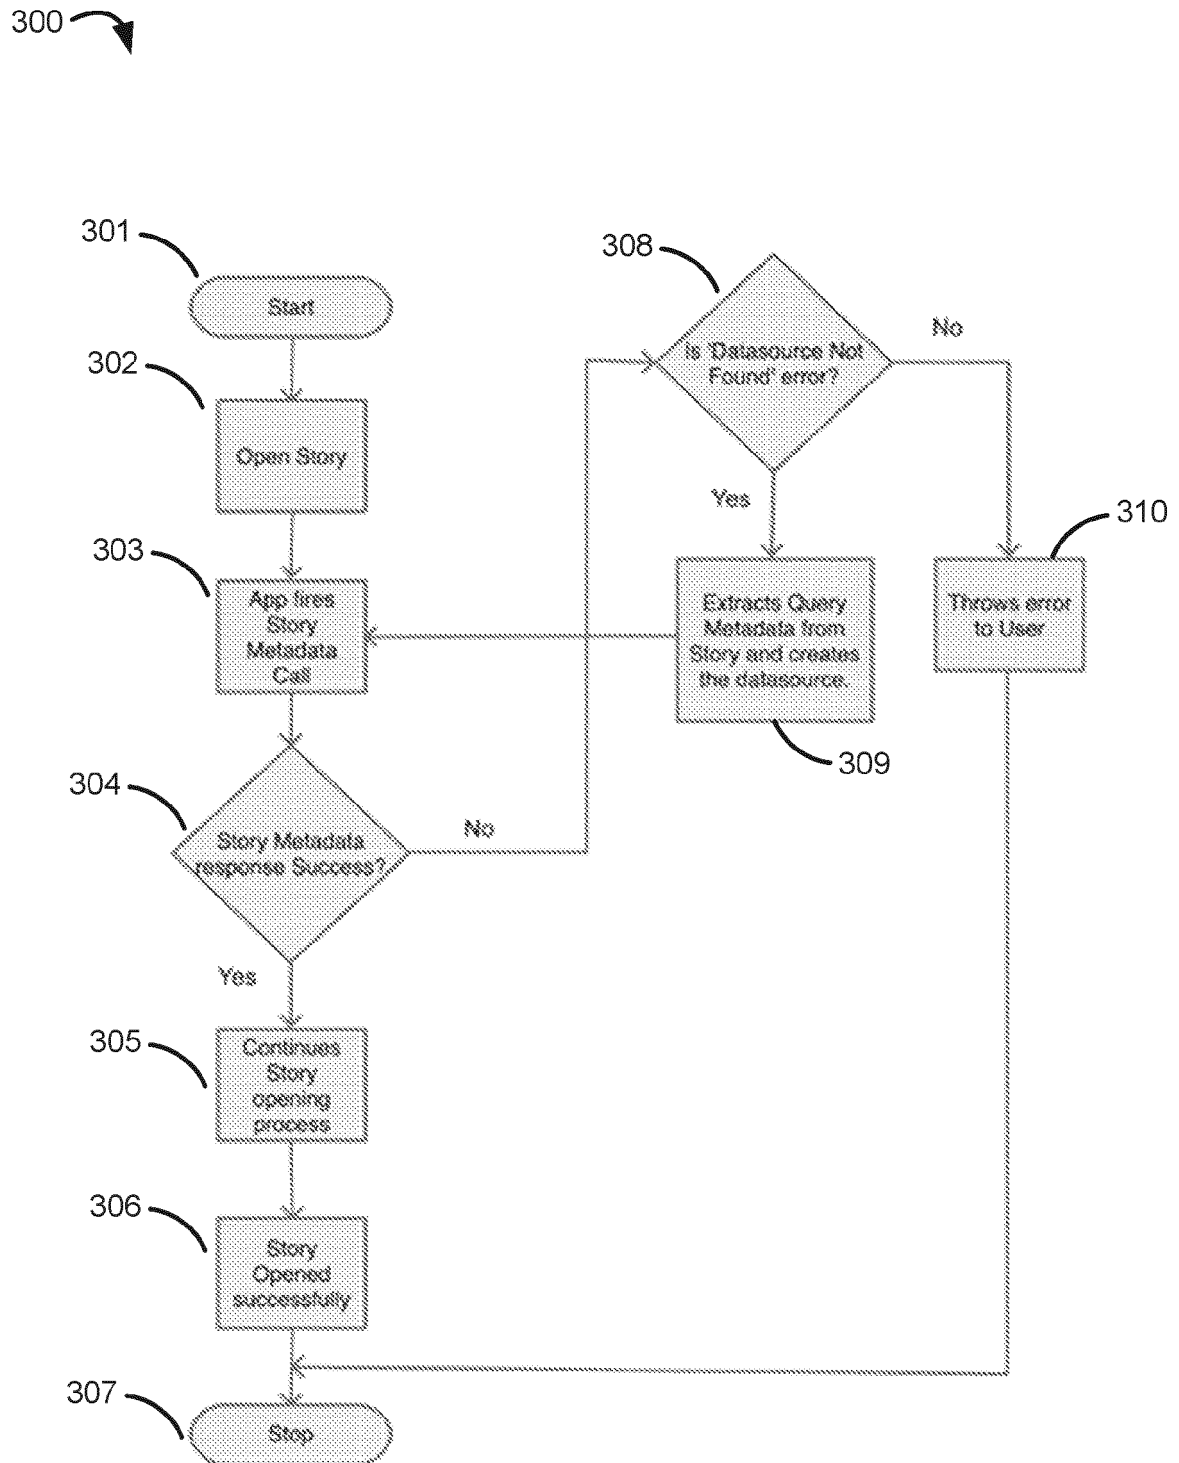 300
301
Start
302
Open Story
303
App fires
Story
Metadata
Call
304
Story Metadata
response Success?
No
Yes
305
Continues
Story
opening
process
306
Story
Opened
successfully
307
Stop
308
Is 'Datasource Not
Found' error?
No
Yes
Extracts Query
Metadata from
Story and creates
the datasource.
309
310
Throws error
to User